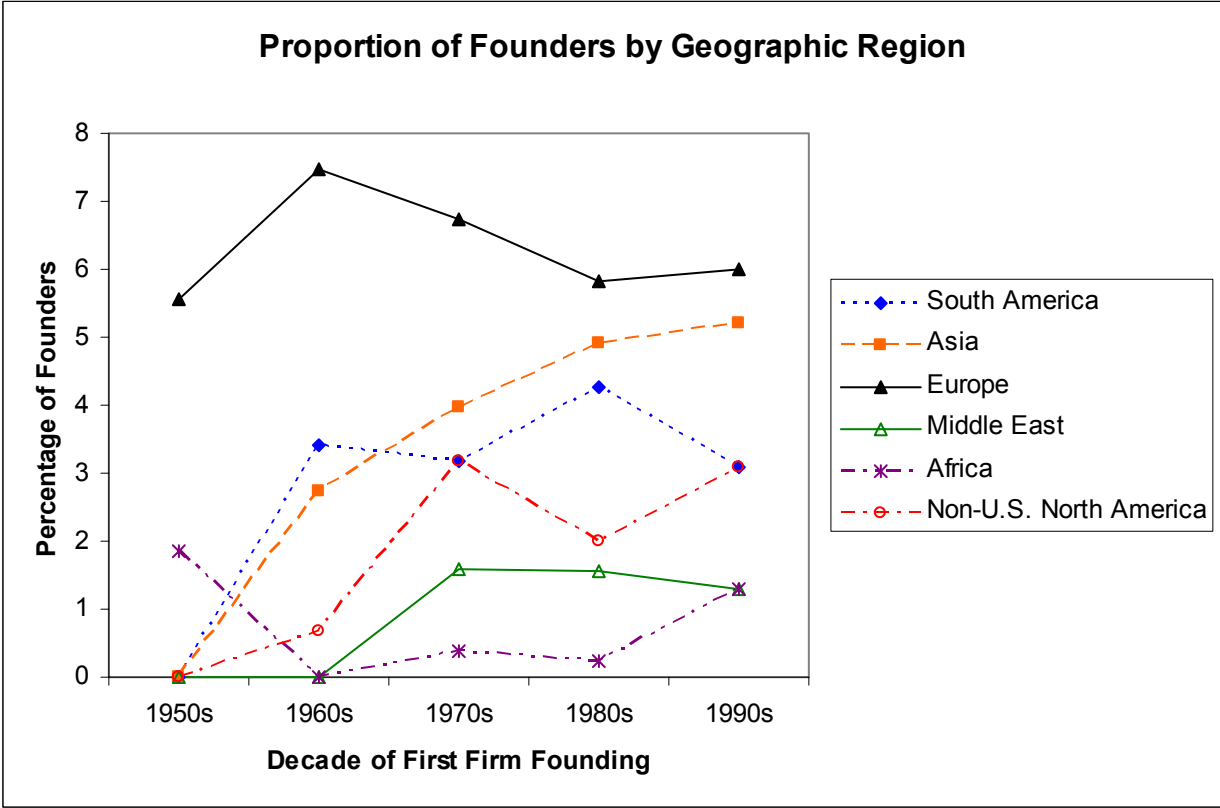 Proportion of Founders by Geographic Region
8
7
6
5
4
3
2
1
0
Percentage of Founders
1950s 1960s 1970s 1980s 1990s
Decade of First Firm Founding
South America
Asia
Europe
Middle East
Africa
Non-U.S. North America